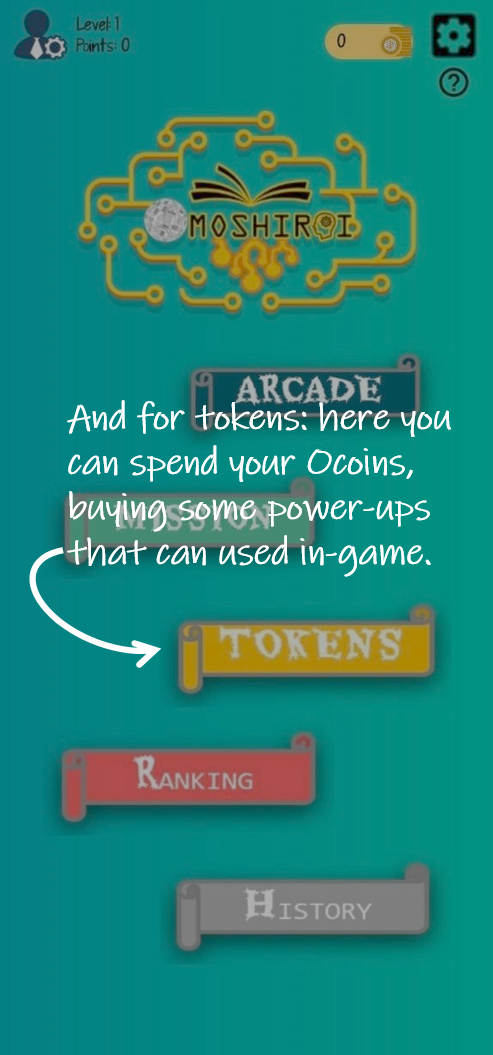 Level: 1
Points: 0
0
?
MOSHIROI
ARCADE
And for tokens: here you
can spend your Ocoins,
MISSION
buying some power-ups
that can used in-game.
TOKENS
RANKING
HISTORY